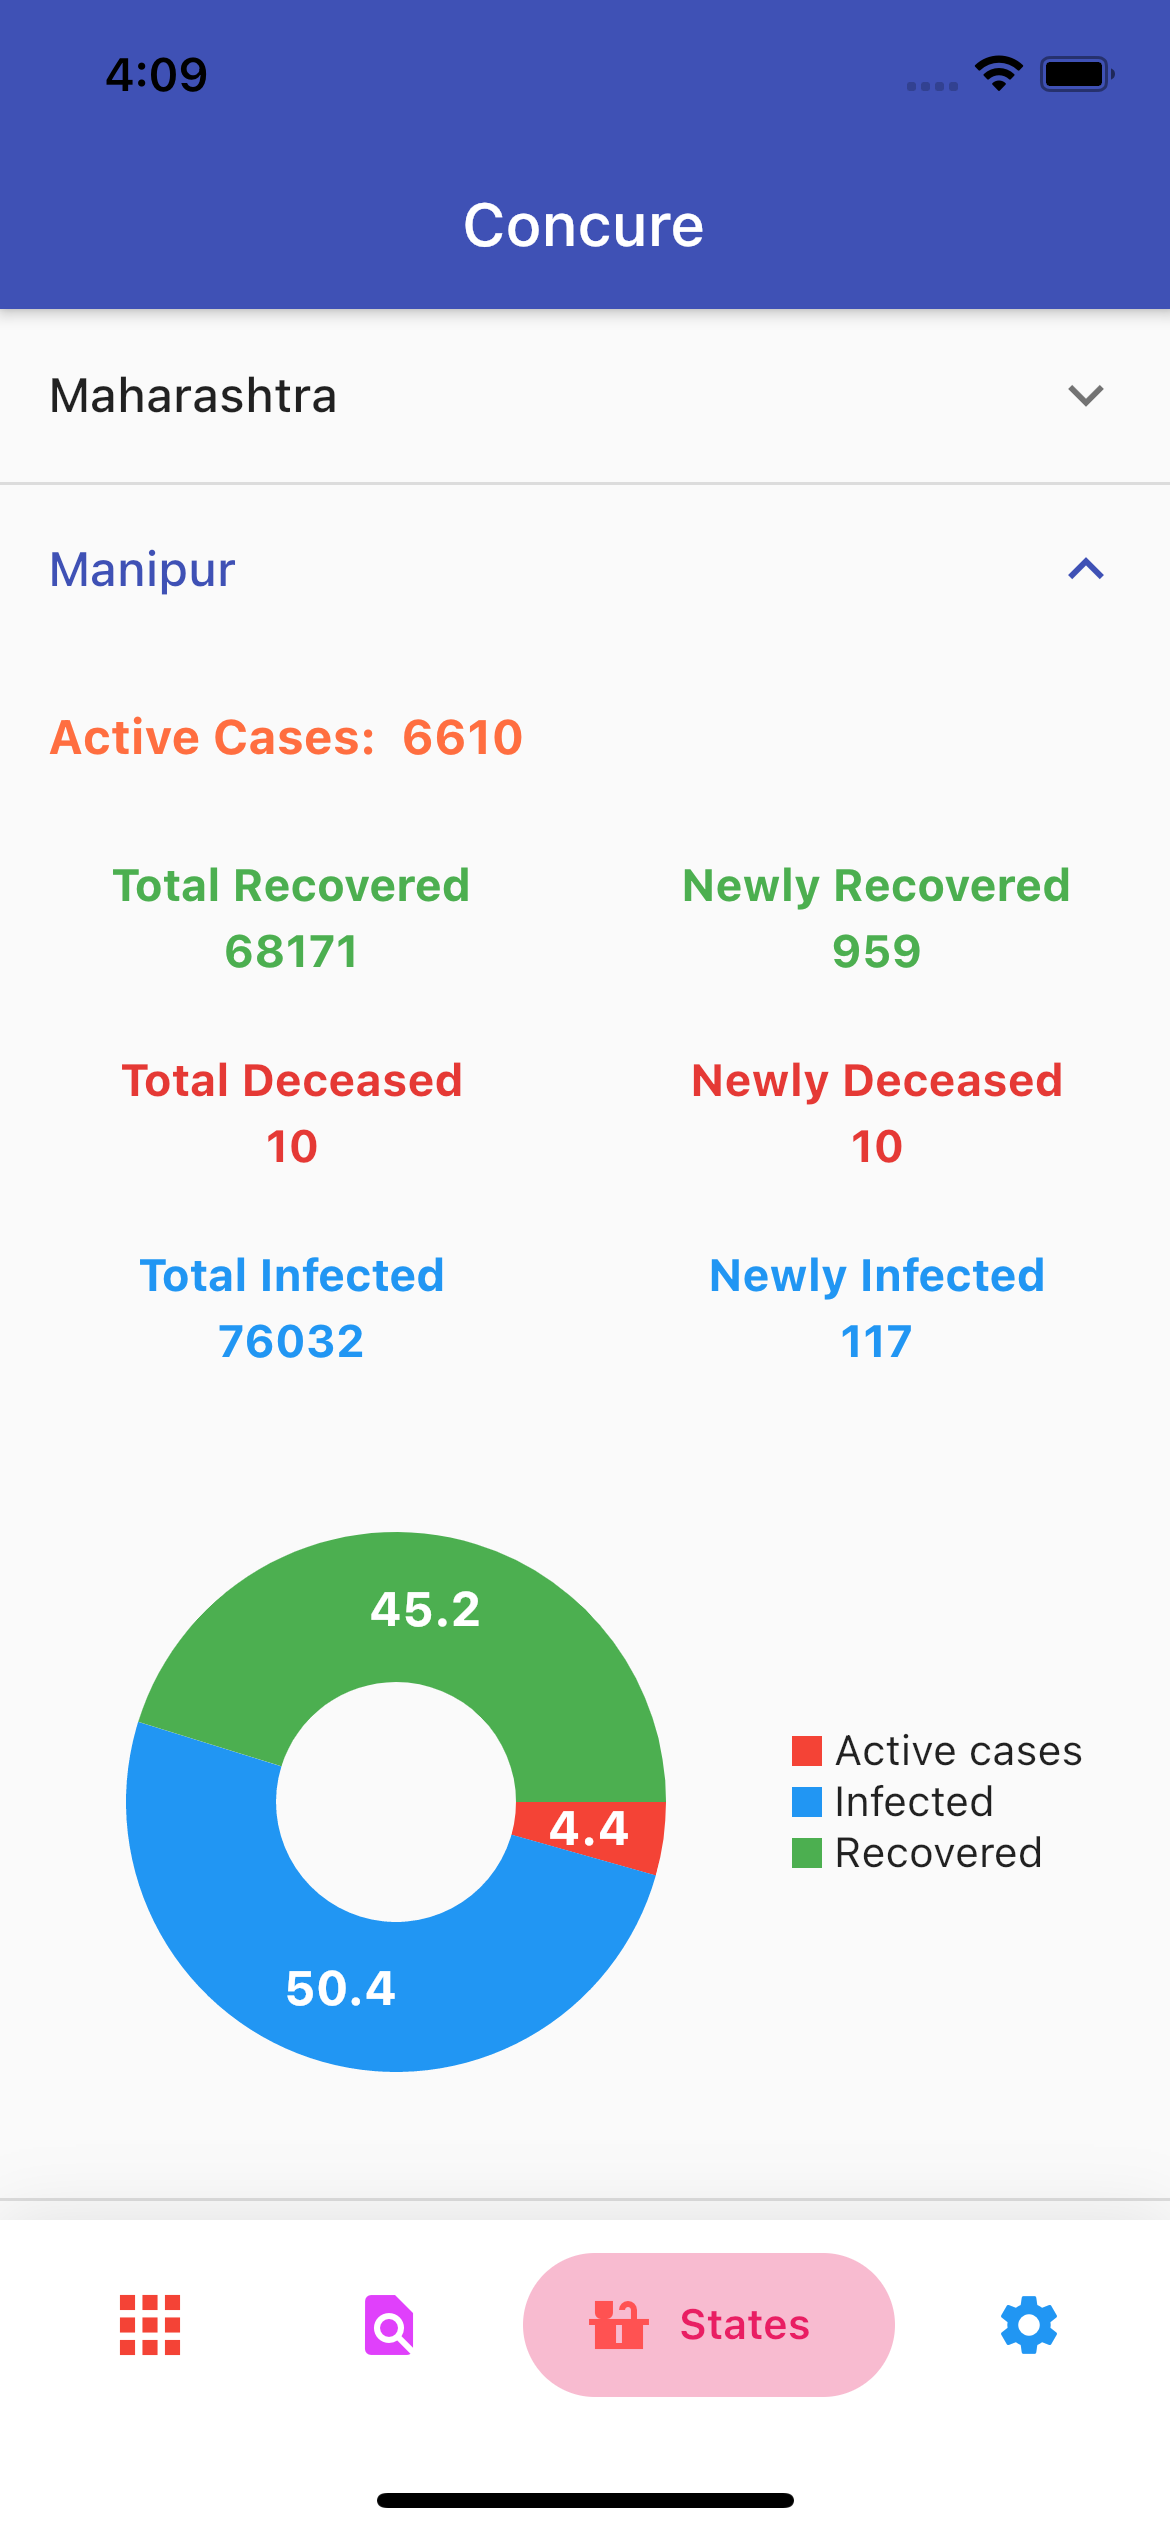 4:09
Concure
Maharashtra
Manipur
Active Cases: 6610
Total Recovered Newly Recovered
68171 959
Total Deceased Newly Deceased
10 10
Total Infected Newly Infected
76032 117
45.2
Active cases
Infected
4.4
Recovered
50.4
States